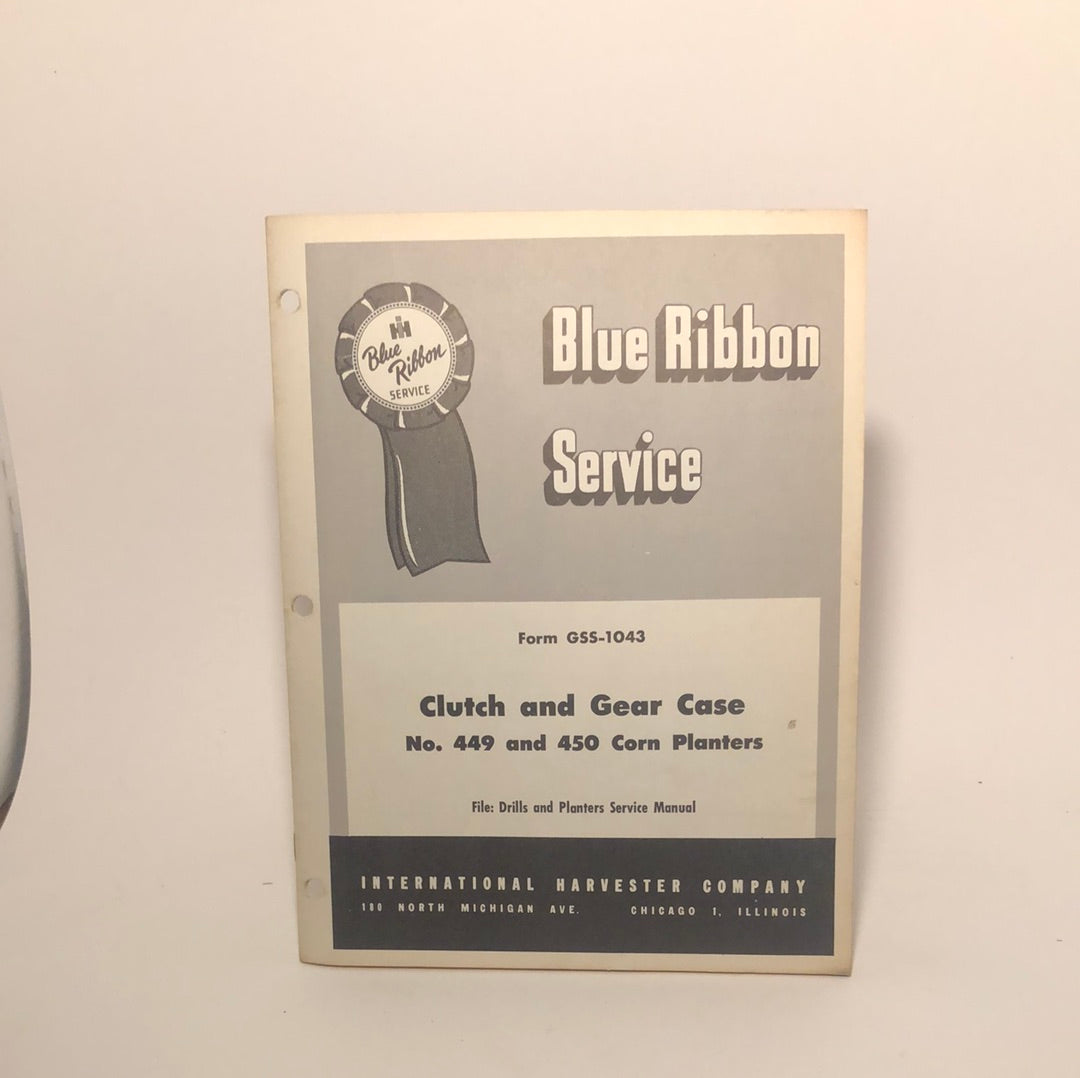 IH
Blue
Ribbon
SERVICE
Blue Ribbon
Service
Form GSS-1043
Clutch and Gear Case
No. 449 and 450 Corn Planters
File: Drills and Planters Service Manual
INTERNATIONAL HARVESTER COMPANY
180 NORTH MICHIGAN AVE. CHICAGO 1, ILLINOIS